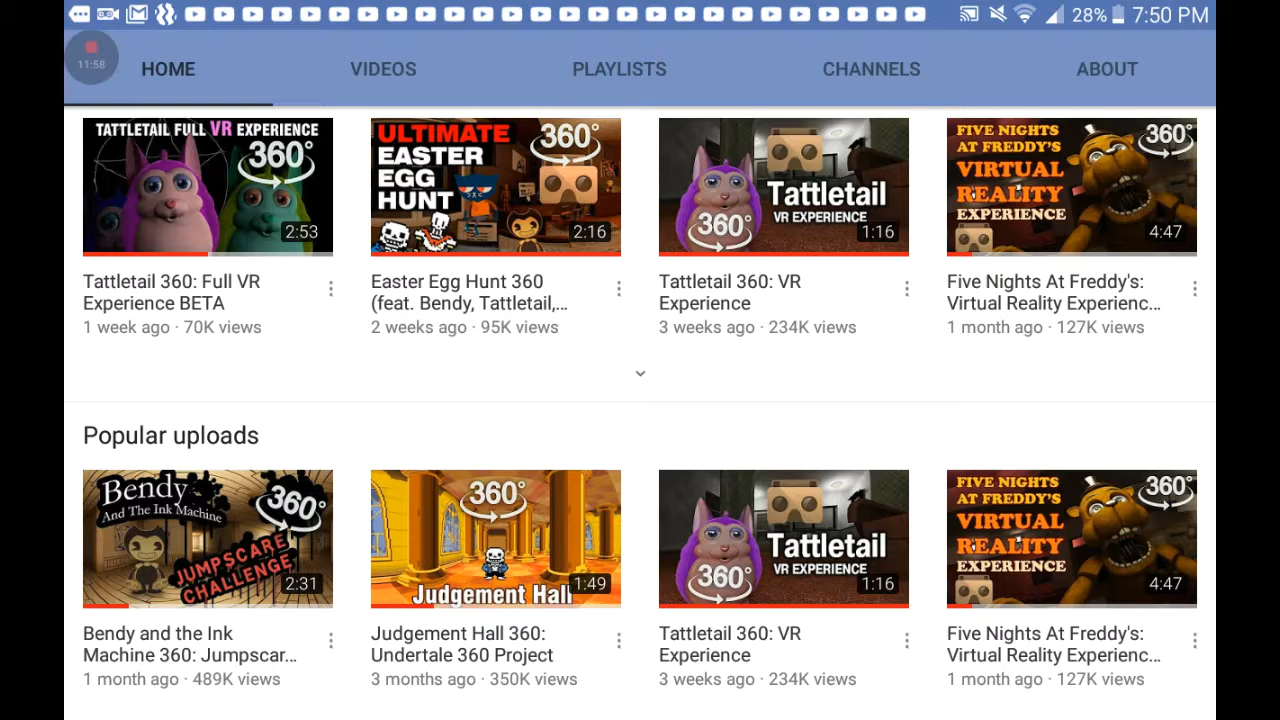 28% 7:50 PM
11:58
HOME VIDEOS PLAYLISTS CHANNELS ABOUT
TATTLETAIL FULL VR EXPERIENCE
360°
2:53
ULTIMATE
EASTER
EGG
HUNT
360°
2:16
Tattletail
VR EXPERIENCE
360°
1:16
FIVE NIGHTS
AT FREDDY'S
VIRTUAL
REALITY
EXPERIENCE
360°
4:47
Tattletail 360: Full VR
Experience BETA
1 week ago · 70K views
Easter Egg Hunt 360
(feat. Bendy, Tattletail,...
2 weeks ago · 95K views
Tattletail 360: VR
Experience
3 weeks ago · 234K views
Five Nights At Freddy's:
Virtual Reality Experienc...
1 month ago · 127K views
Popular uploads
Bendy
And The Ink Machine
360°
JUMPSCARE
CHALLENGE
2:31
360°
Judgement Hall
1:49
Tattletail
VR EXPERIENCE
360°
1:16
FIVE NIGHTS
AT FREDDY'S
VIRTUAL
REALITY
EXPERIENCE
360°
4:47
Bendy and the Ink
Machine 360: Jumpscar...
1 month ago · 489K views
Judgement Hall 360:
Undertale 360 Project
3 months ago · 350K views
Tattletail 360: VR
Experience
3 weeks ago · 234K views
Five Nights At Freddy's:
Virtual Reality Experienc...
1 month ago · 127K views